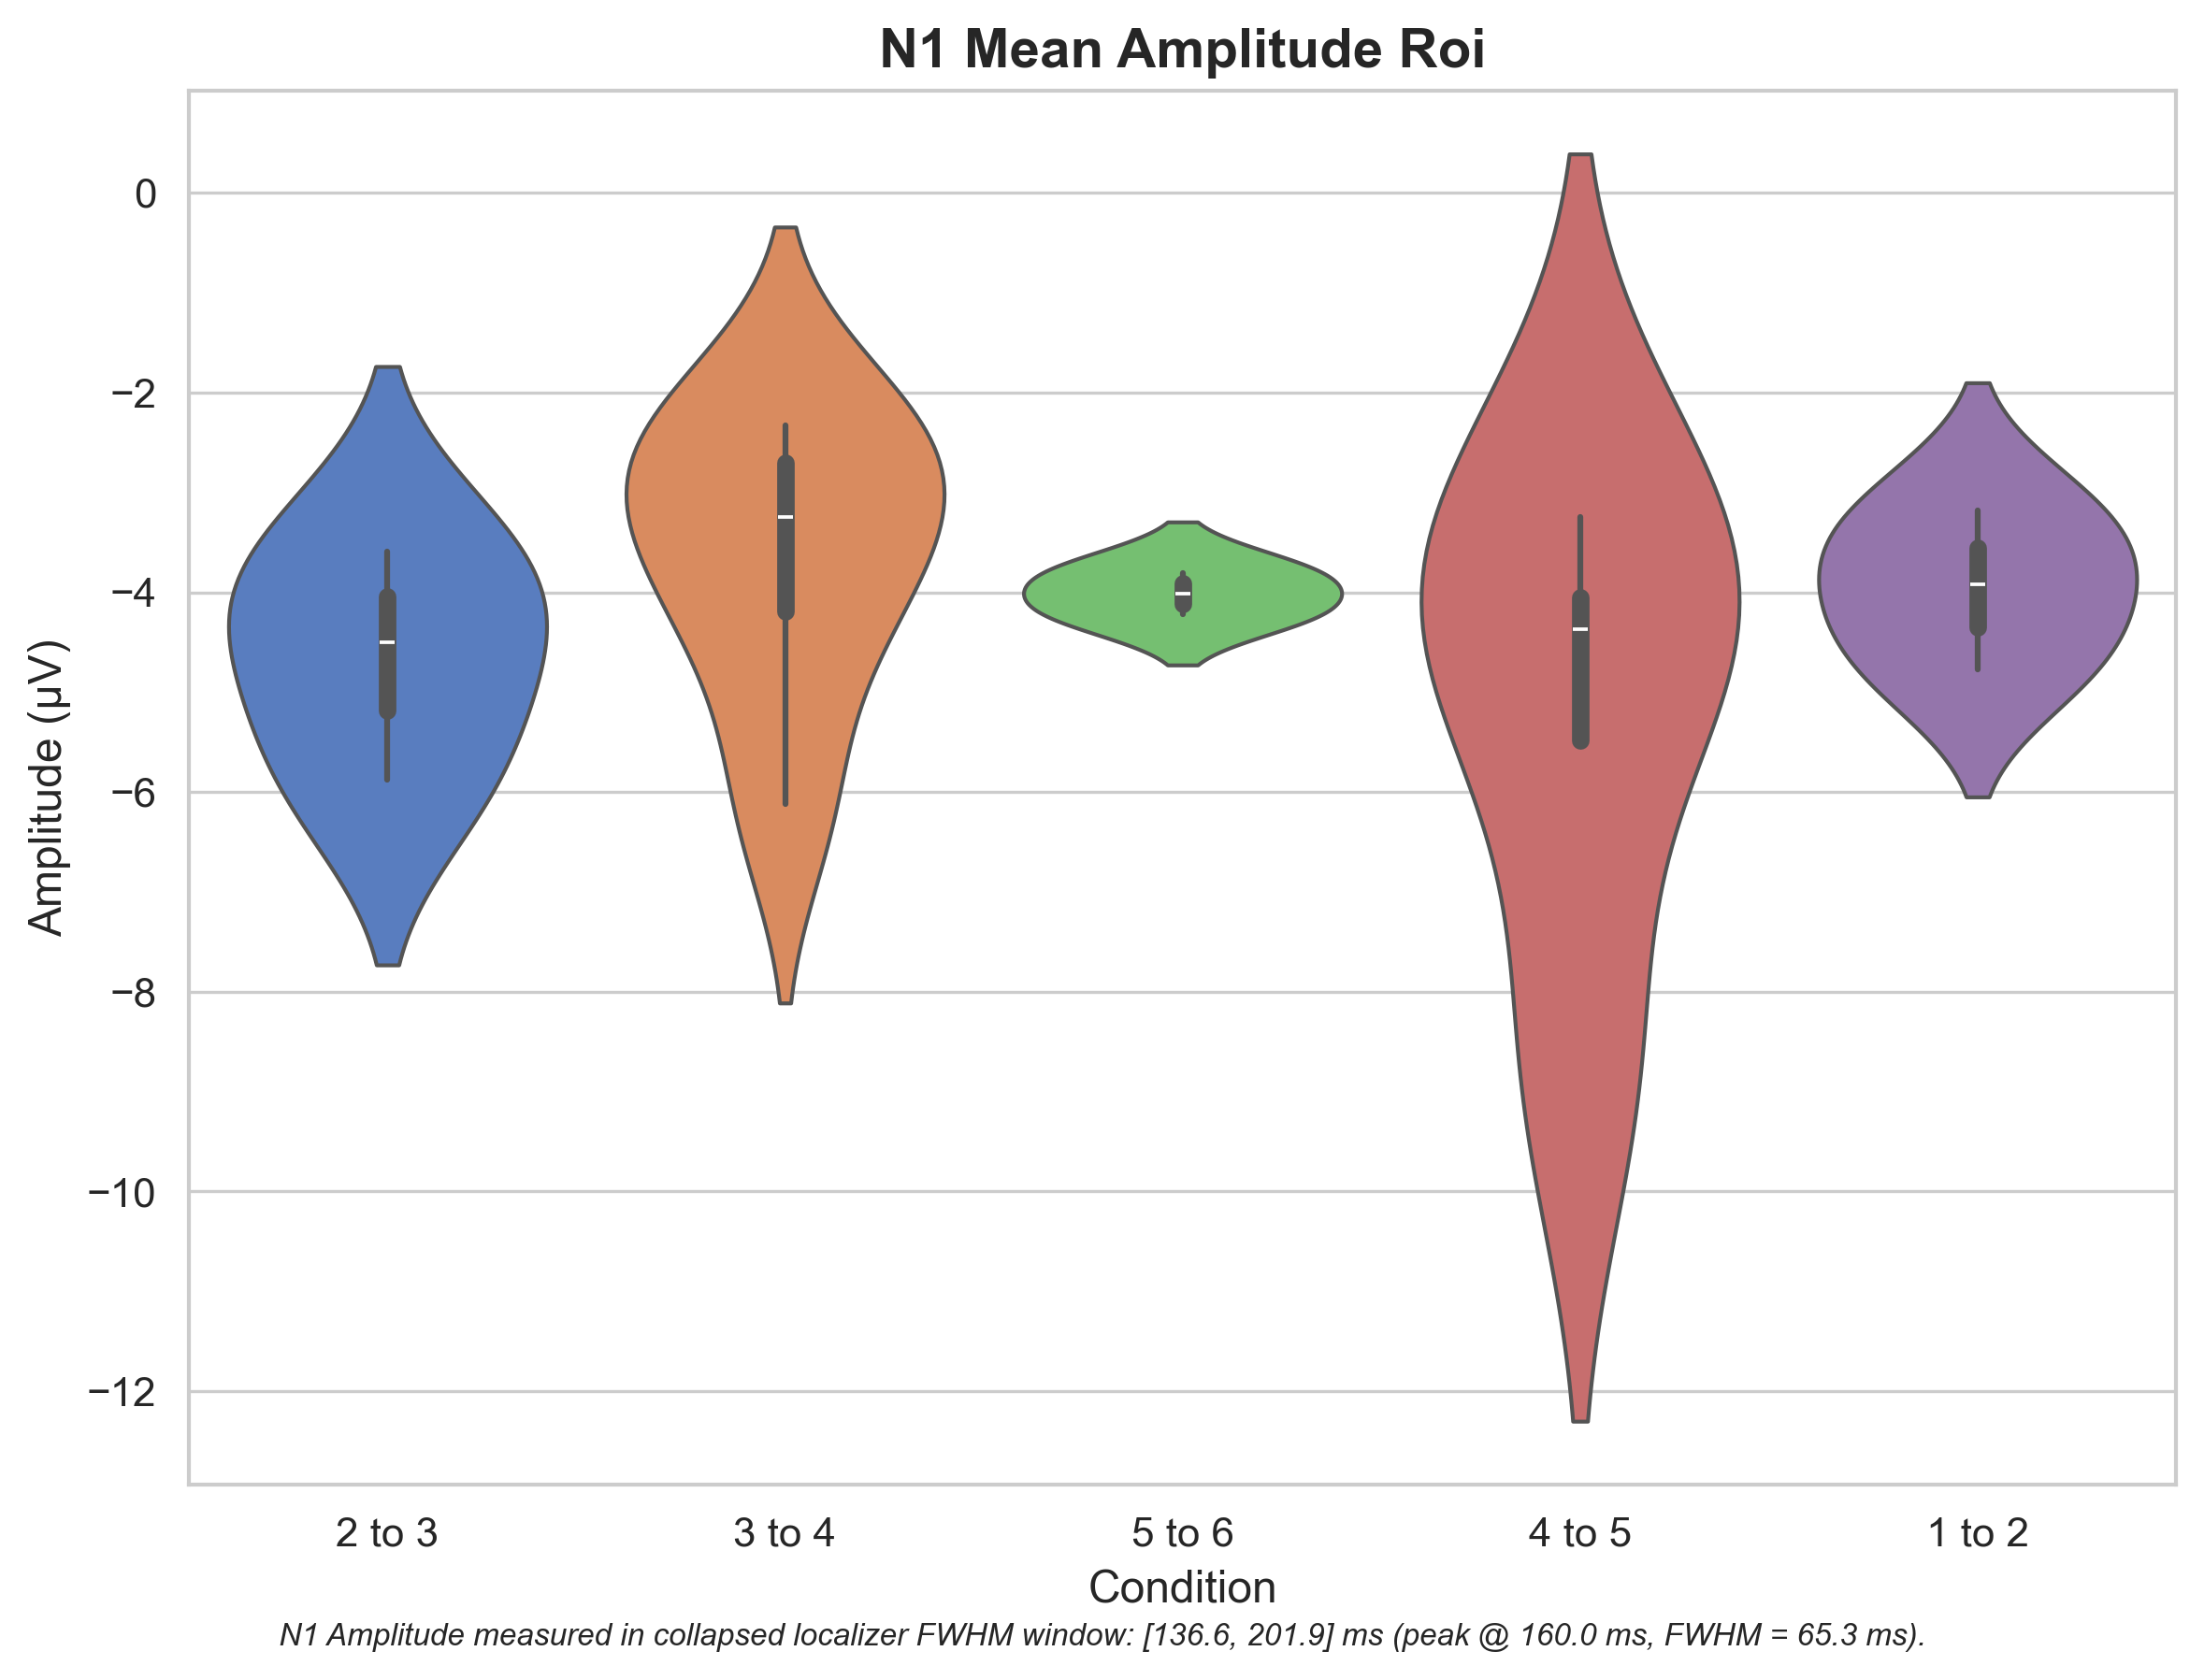 N1 Mean Amplitude Roi
Amplitude (µV)
0
−2
−4
−6
−8
−10
−12
2 to 3
3 to 4
5 to 6
4 to 5
1 to 2
Condition
N1 Amplitude measured in collapsed localizer FWHM window: [136.6, 201.9] ms (peak @ 160.0 ms, FWHM = 65.3 ms).